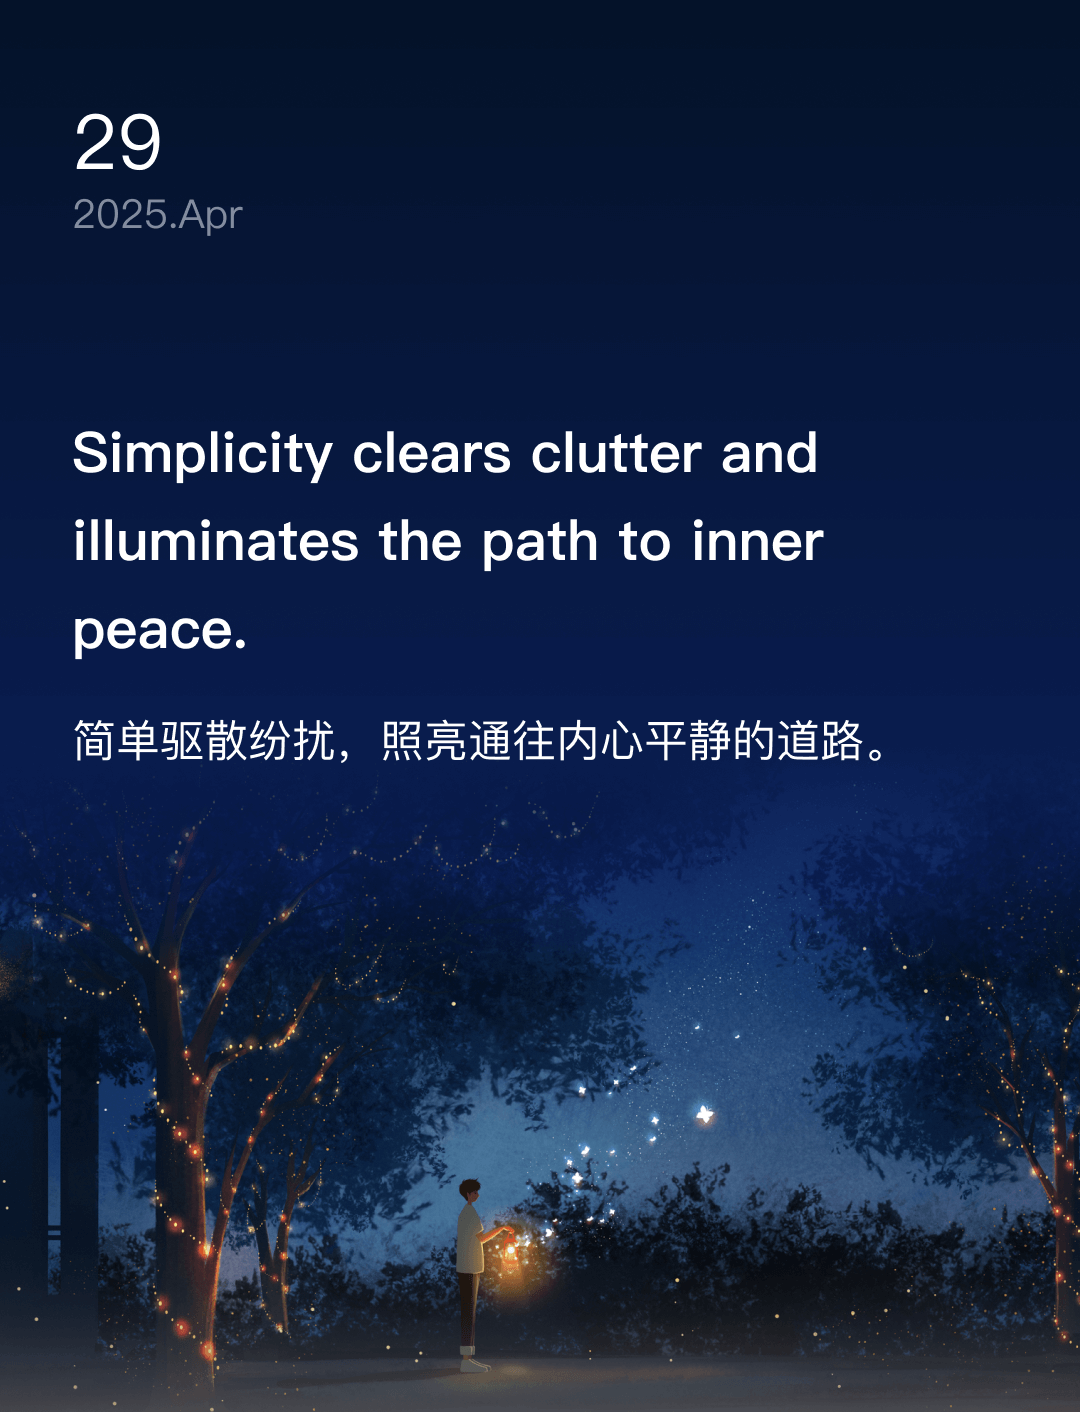 29
2025.Apr
Simplicity clears clutter and
illuminates the path to inner
peace.
简单驱散纷扰，照亮通往内心平静的道路。